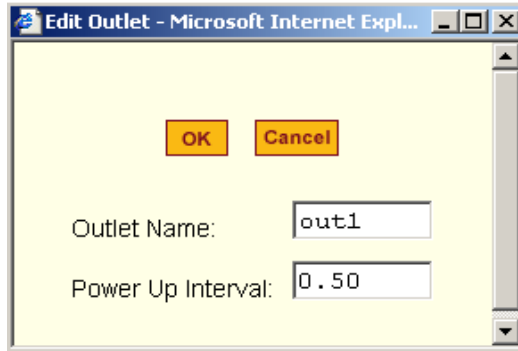 Edit Outlet - Microsoft Internet Expl...
OK Cancel
Outlet Name: out1
Power Up Interval: 0.50